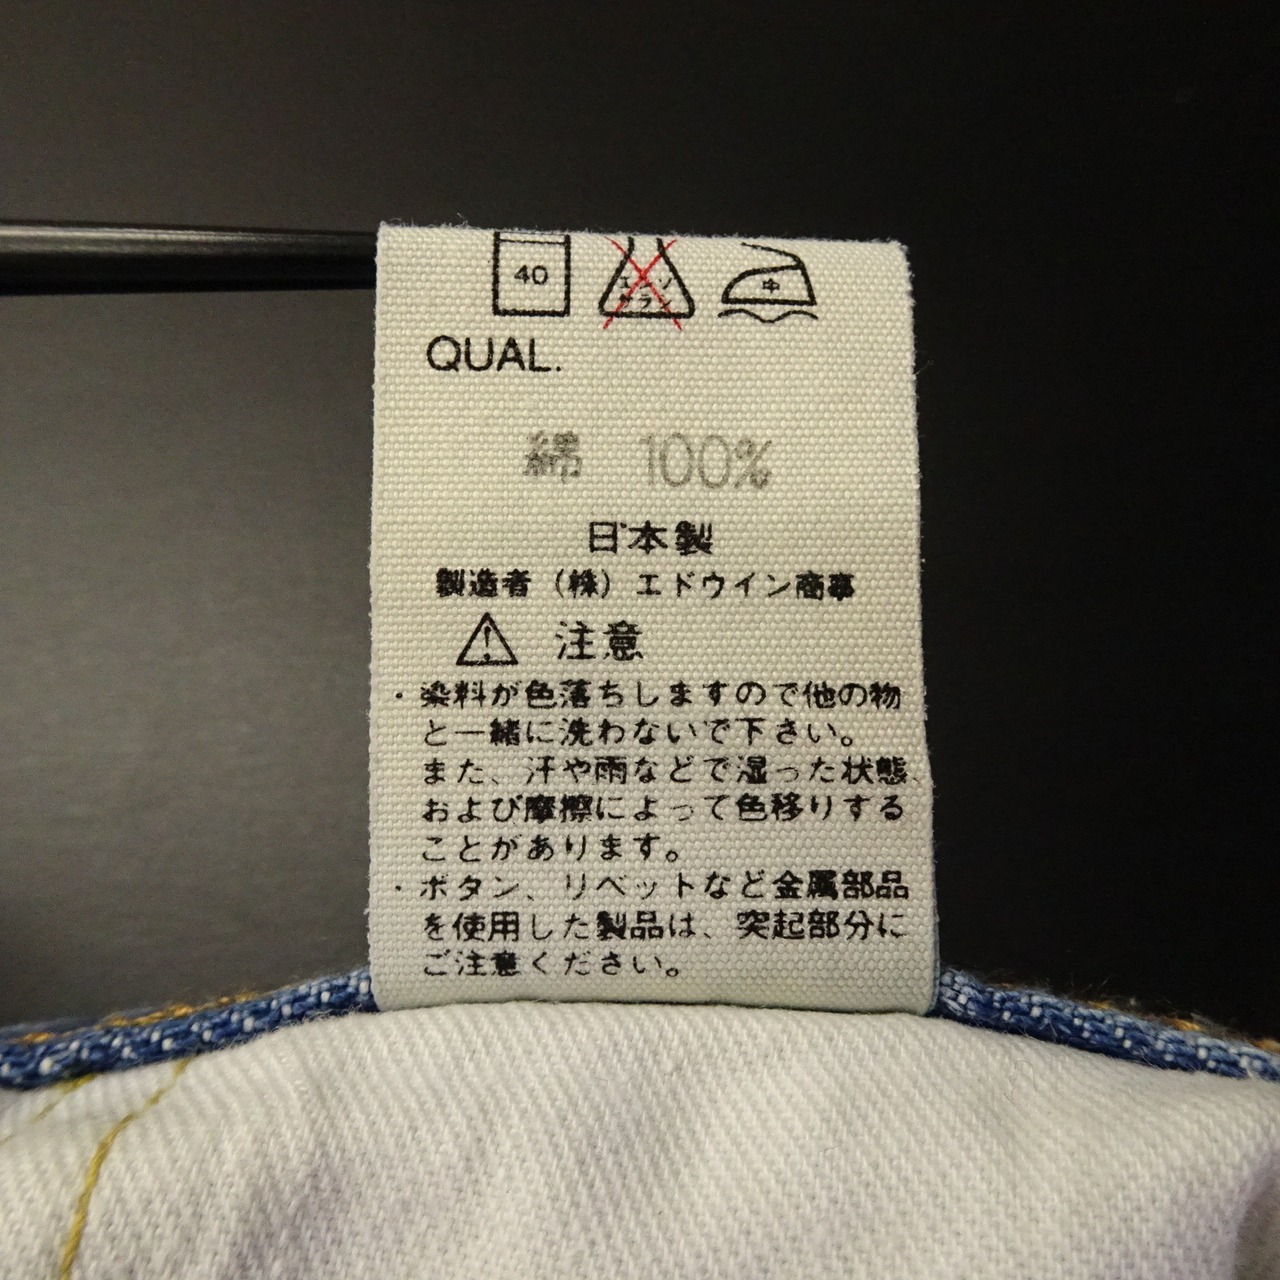 40
エンソ
サラシ
中
QUAL.
綿 100%
日本製
製造者（株）エドウイン商事
注意
・染料が色落ちしますので他の物
と一緒に洗わないで下さい。
また、汗や雨などで湿った状態、
および摩擦によって色移りする
ことがあります。
・ボタン、リベットなど金属部品
を使用した製品は、突起部分に
ご注意ください。